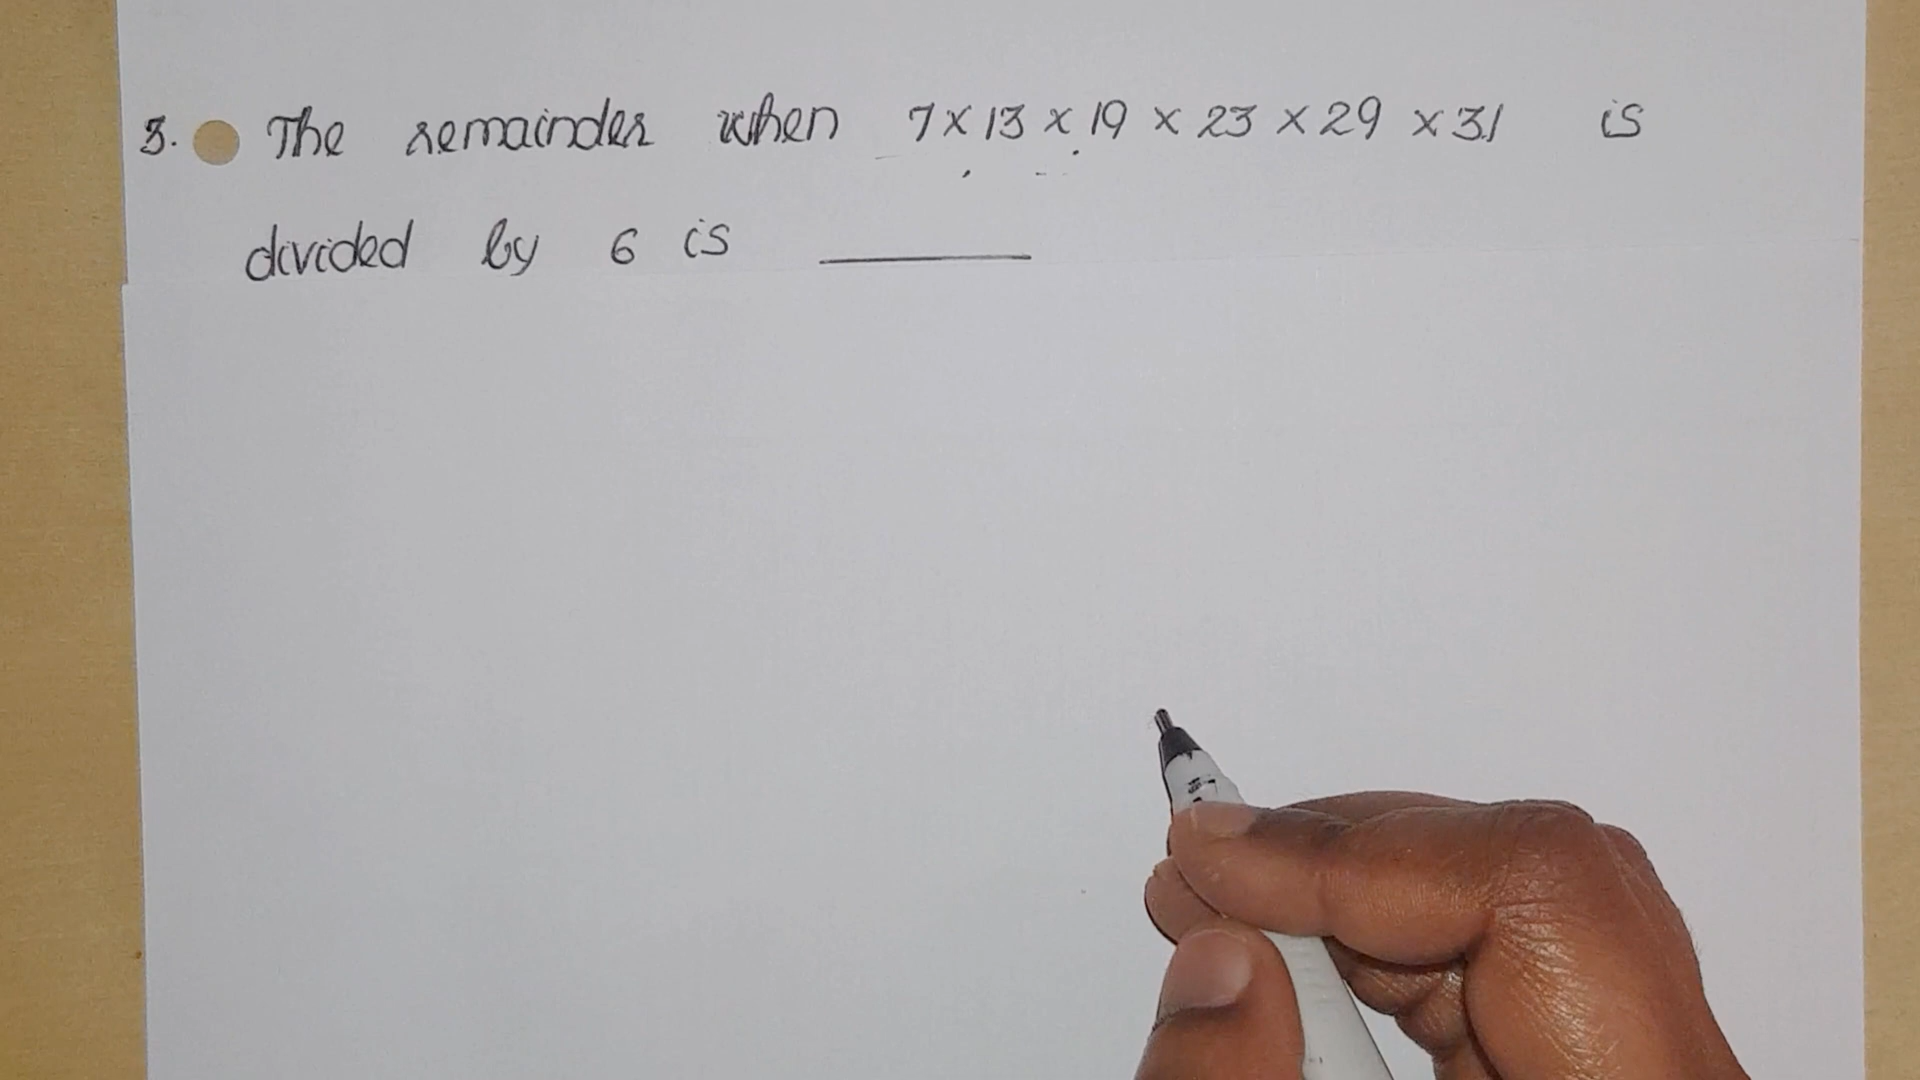 3. The remainder when 7 × 13 × 19 × 23 × 29 × 31 is
divided by 6 is ______